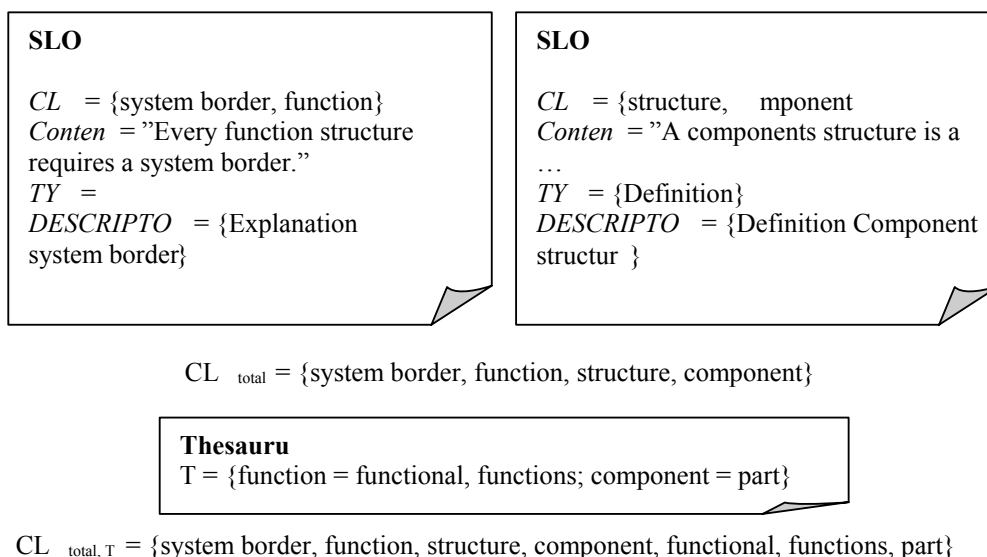 SLO
CL = {system border, function}
Conten = ”Every function structure
requires a system border.”
TY =
DESCRIPTO = {Explanation
system border}
SLO
CL = {structure, mponent
Conten = ”A components structure is a
…
TY = {Definition}
DESCRIPTO = {Definition Component
structur }
CL total = {system border, function, structure, component}
Thesauru
T = {function = functional, functions; component = part}
CL total, T = {system border, function, structure, component, functional, functions, part}